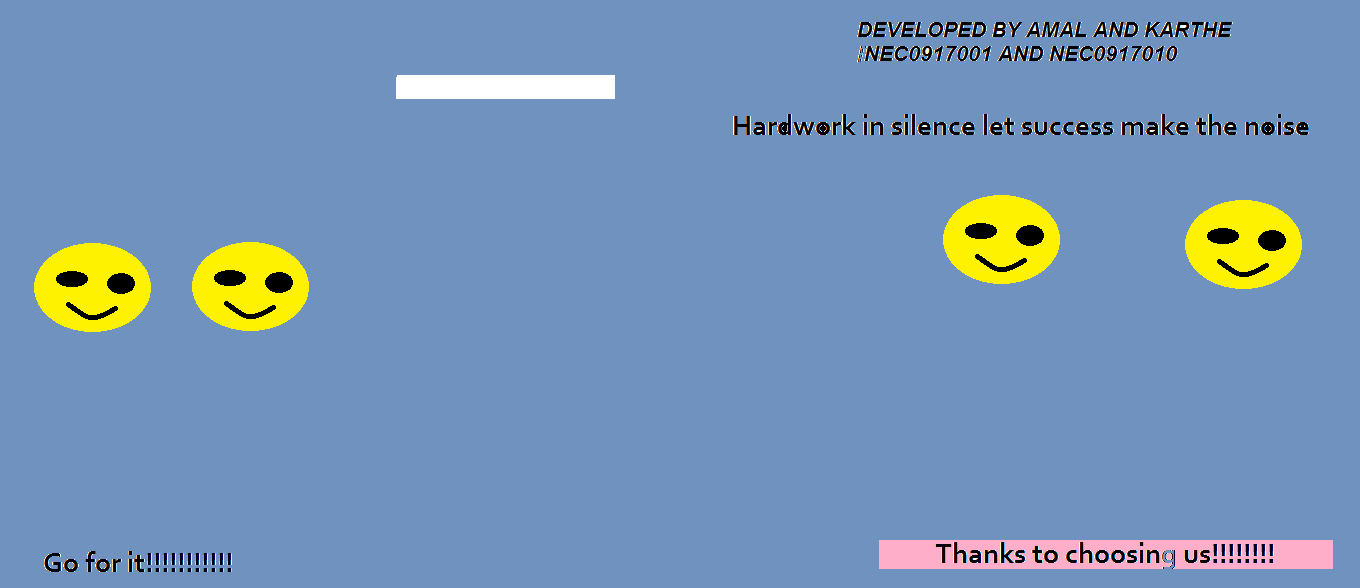 DEVELOPED BY AMAL AND KARTHE
NEC0917001 AND NEC0917010
Hardwork in silence let success make the noise
Go for it!!!!!!!!!!!
Thanks to choosing us!!!!!!!!